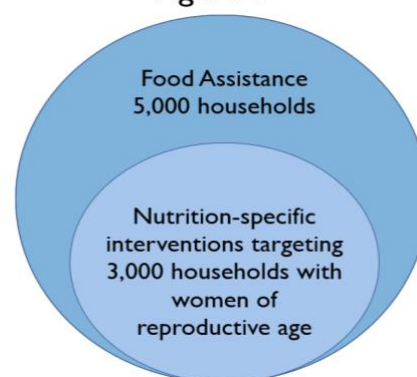 Food Assistance
5,000 households
Nutrition-specific
interventions targeting
3,000 households with
women of
reproductive age